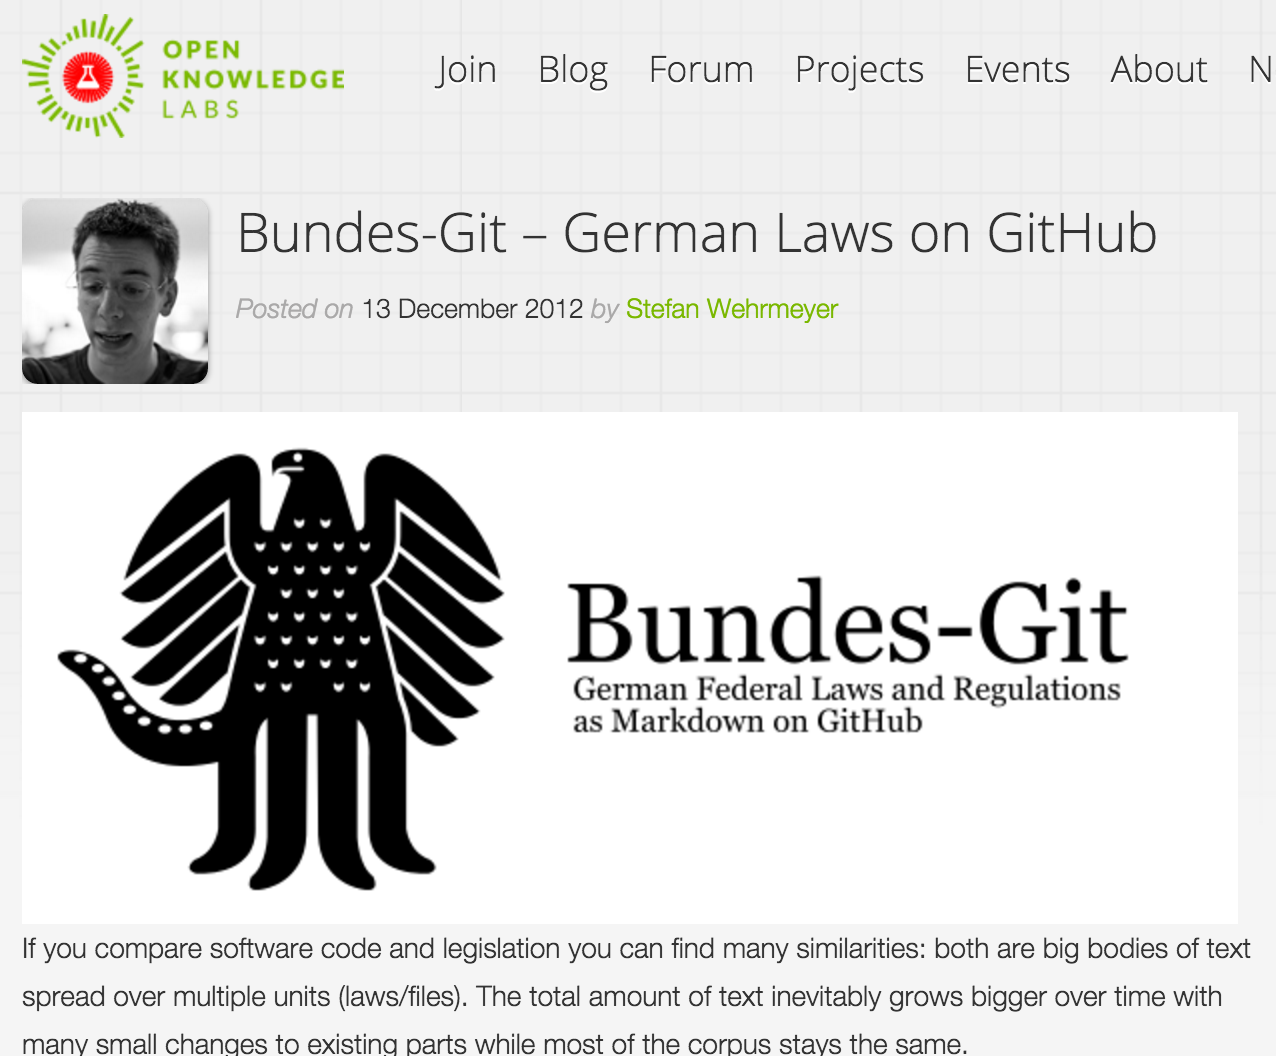 OPEN
KNOWLEDGE
LABS
Join Blog Forum Projects Events About N
Bundes-Git – German Laws on GitHub
Posted on 13 December 2012 by Stefan Wehrmeyer
Bundes-Git
German Federal Laws and Regulations
as Markdown on GitHub
If you compare software code and legislation you can find many similarities: both are big bodies of text
spread over multiple units (laws/files). The total amount of text inevitably grows bigger over time with
many small changes to existing parts while most of the corpus stays the same.